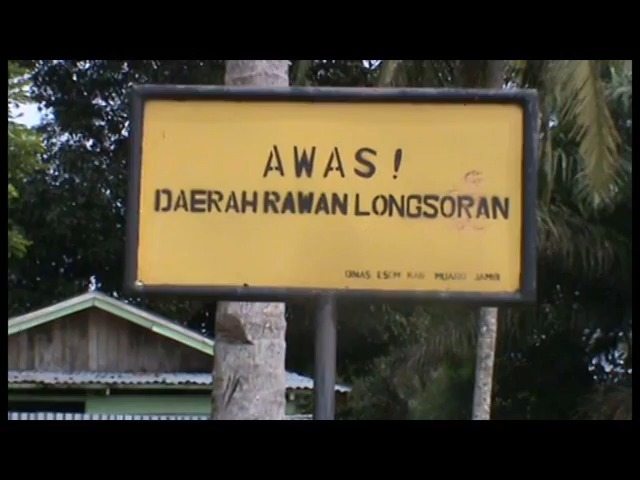 AWAS!
DAERAH RAWAN LONGSORAN
DINAS ESDM KAB MUARO JAMBI